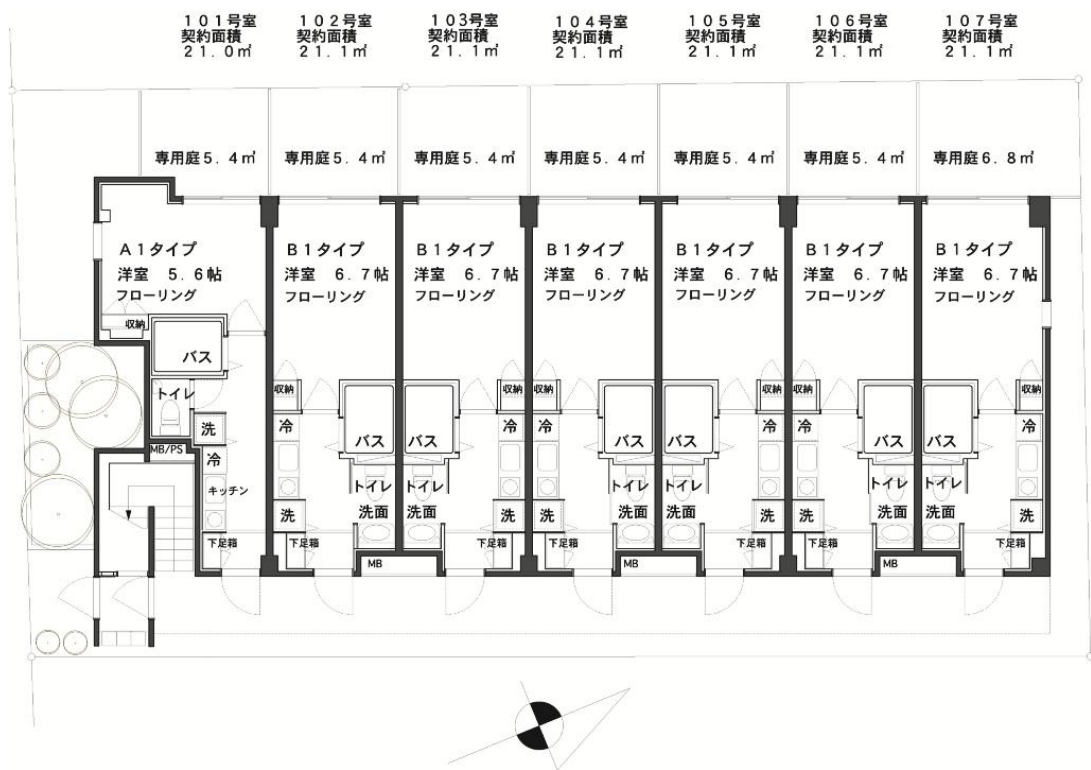 101号室
契約面積
21.0㎡
102号室
契約面積
21.1㎡
103号室
契約面積
21.1㎡
104号室
契約面積
21.1㎡
105号室
契約面積
21.1㎡
106号室
契約面積
21.1㎡
107号室
契約面積
21.1㎡
専用庭5.4㎡
専用庭5.4㎡
専用庭5.4㎡
専用庭5.4㎡
専用庭5.4㎡
専用庭5.4㎡
専用庭6.8㎡
A1タイプ
洋室 5.6帖
フローリング
B1タイプ
洋室 6.7帖
フローリング
B1タイプ
洋室 6.7帖
フローリング
B1タイプ
洋室 6.7帖
フローリング
B1タイプ
洋室 6.7帖
フローリング
B1タイプ
洋室 6.7帖
フローリング
B1タイプ
洋室 6.7帖
フローリング
収納
バス
トイレ
洗
MB/PS
冷
キッチン
下足箱
収納
冷
バス
トイレ
洗
洗面
下足箱
MB
収納
バス
冷
トイレ
洗面
洗
下足箱
収納
冷
バス
トイレ
洗
洗面
下足箱
MB
収納
バス
冷
トイレ
洗面
洗
下足箱
収納
冷
バス
トイレ
洗
洗面
下足箱
MB
収納
バス
冷
トイレ
洗面
洗
下足箱